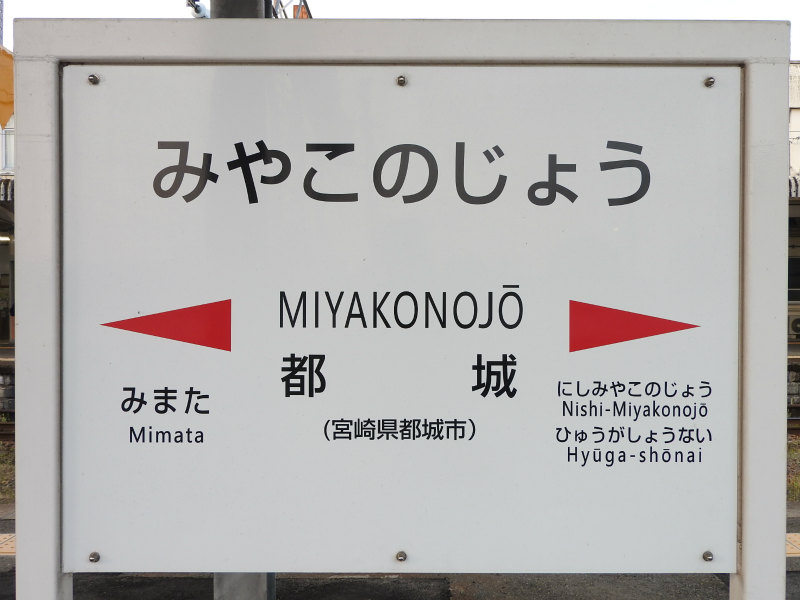 みやこのじょう
MIYAKONOJŌ
都城
(宮崎県都城市)
みまた
Mimata
にしみやこのじょう
Nishi-Miyakonojō
ひゅうがしょうない
Hyūga-shōnai